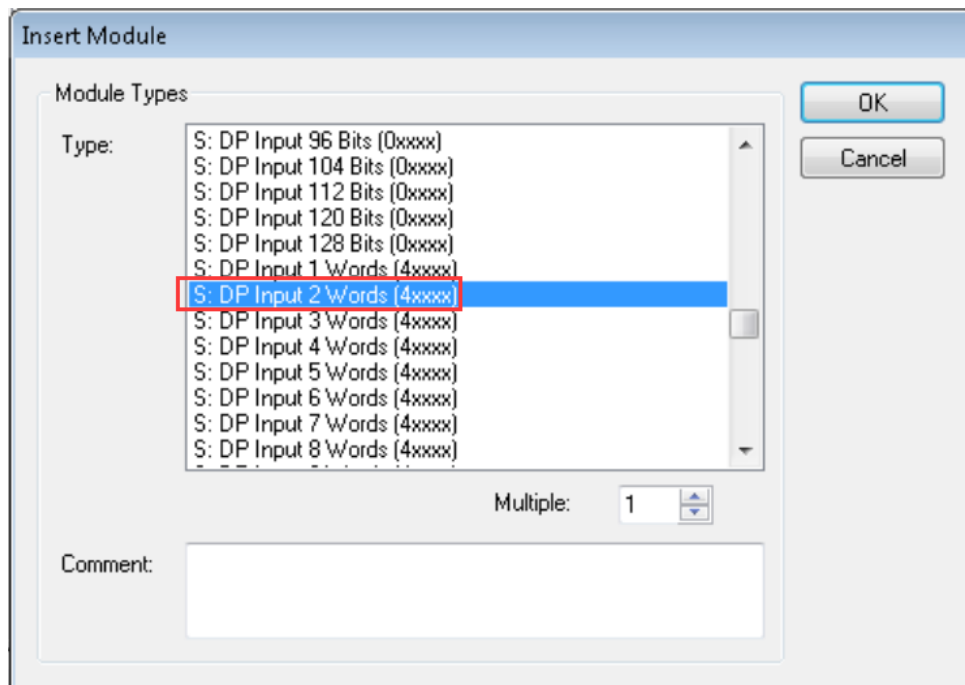 Insert Module
Module Types
OK
Type:
S: DP Input 96 Bits (0xxxx)
S: DP Input 104 Bits (0xxxx)
Cancel
S: DP Input 112 Bits (0xxxx)
S: DP Input 120 Bits (0xxxx)
S: DP Input 128 Bits (0xxxx)
S: DP Input 1 Words (4xxxx)
S: DP Input 2 Words (4xxxx)
S: DP Input 3 Words (4xxxx)
S: DP Input 4 Words (4xxxx)
S: DP Input 5 Words (4xxxx)
S: DP Input 6 Words (4xxxx)
S: DP Input 7 Words (4xxxx)
S: DP Input 8 Words (4xxxx)
Multiple: 1
Comment: